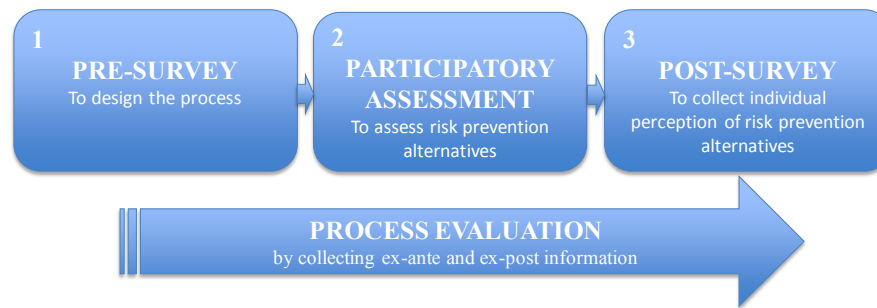 1
PRE-SURVEY
To design the process
2
PARTICIPATORY
ASSESSMENT
To assess risk prevention
alternatives
3
POST-SURVEY
To collect individual
perception of risk prevention
alternatives
PROCESS EVALUATION
by collecting ex-ante and ex-post information